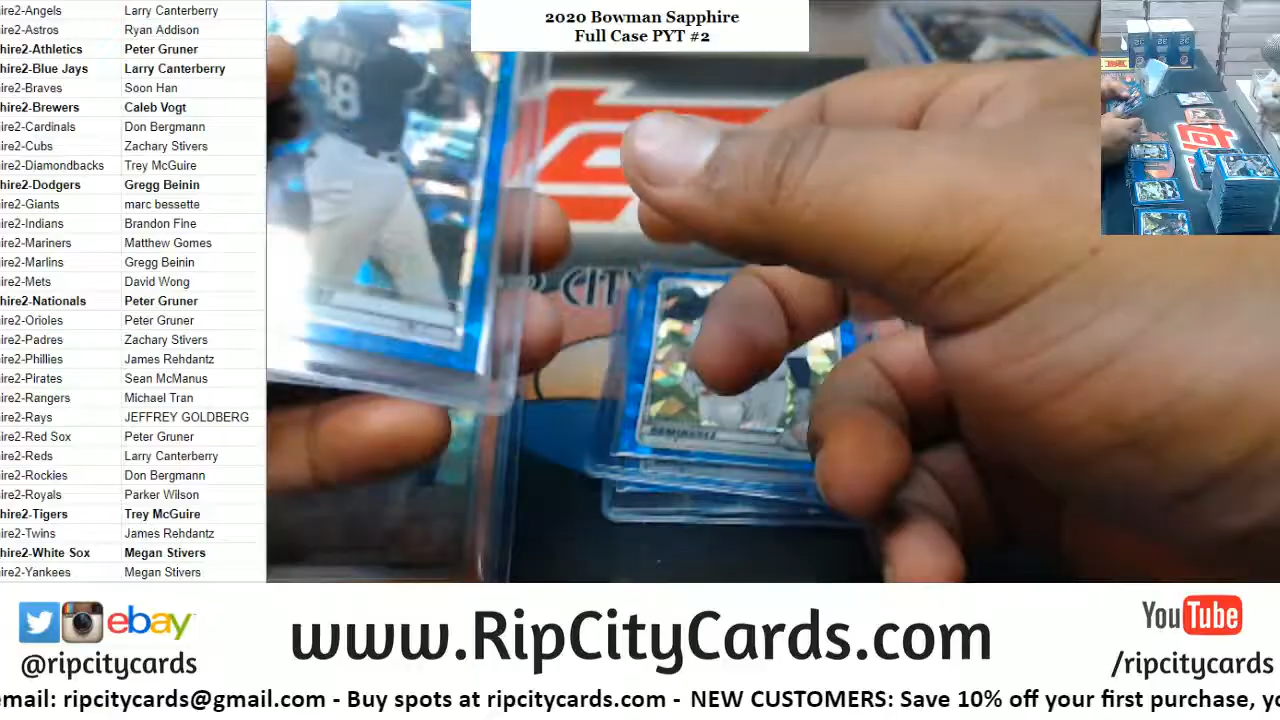 2020 Bowman Sapphire
Full Case PYT #2
ire2-Angels Larry Canterberry
ire2-Astros Ryan Addison
hire2-Athletics Peter Gruner
hire2-Blue Jays Larry Canterberry
ire2-Braves Soon Han
hire2-Brewers Caleb Vogt
ire2-Cardinals Don Bergmann
ire2-Cubs Zachary Stivers
ire2-Diamondbacks Trey McGuire
hire2-Dodgers Gregg Beinin
ire2-Giants marc bessette
ire2-Indians Brandon Fine
ire2-Mariners Matthew Gomes
ire2-Marlins Gregg Beinin
ire2-Mets David Wong
hire2-Nationals Peter Gruner
ire2-Orioles Peter Gruner
ire2-Padres Zachary Stivers
ire2-Phillies James Rehdantz
ire2-Pirates Sean McManus
ire2-Rangers Michael Tran
ire2-Rays JEFFREY GOLDBERG
ire2-Red Sox Peter Gruner
ire2-Reds Larry Canterberry
ire2-Rockies Don Bergmann
ire2-Royals Parker Wilson
hire2-Tigers Trey McGuire
ire2-Twins James Rehdantz
hire2-White Sox Megan Stivers
ire2-Yankees Megan Stivers
98
CITY
ebay
@ripcitycards
www.RipCityCards.com
YouTube
/ripcitycards
email: ripcitycards@gmail.com - Buy spots at ripcitycards.com - NEW CUSTOMERS: Save 10% off your first purchase, yo